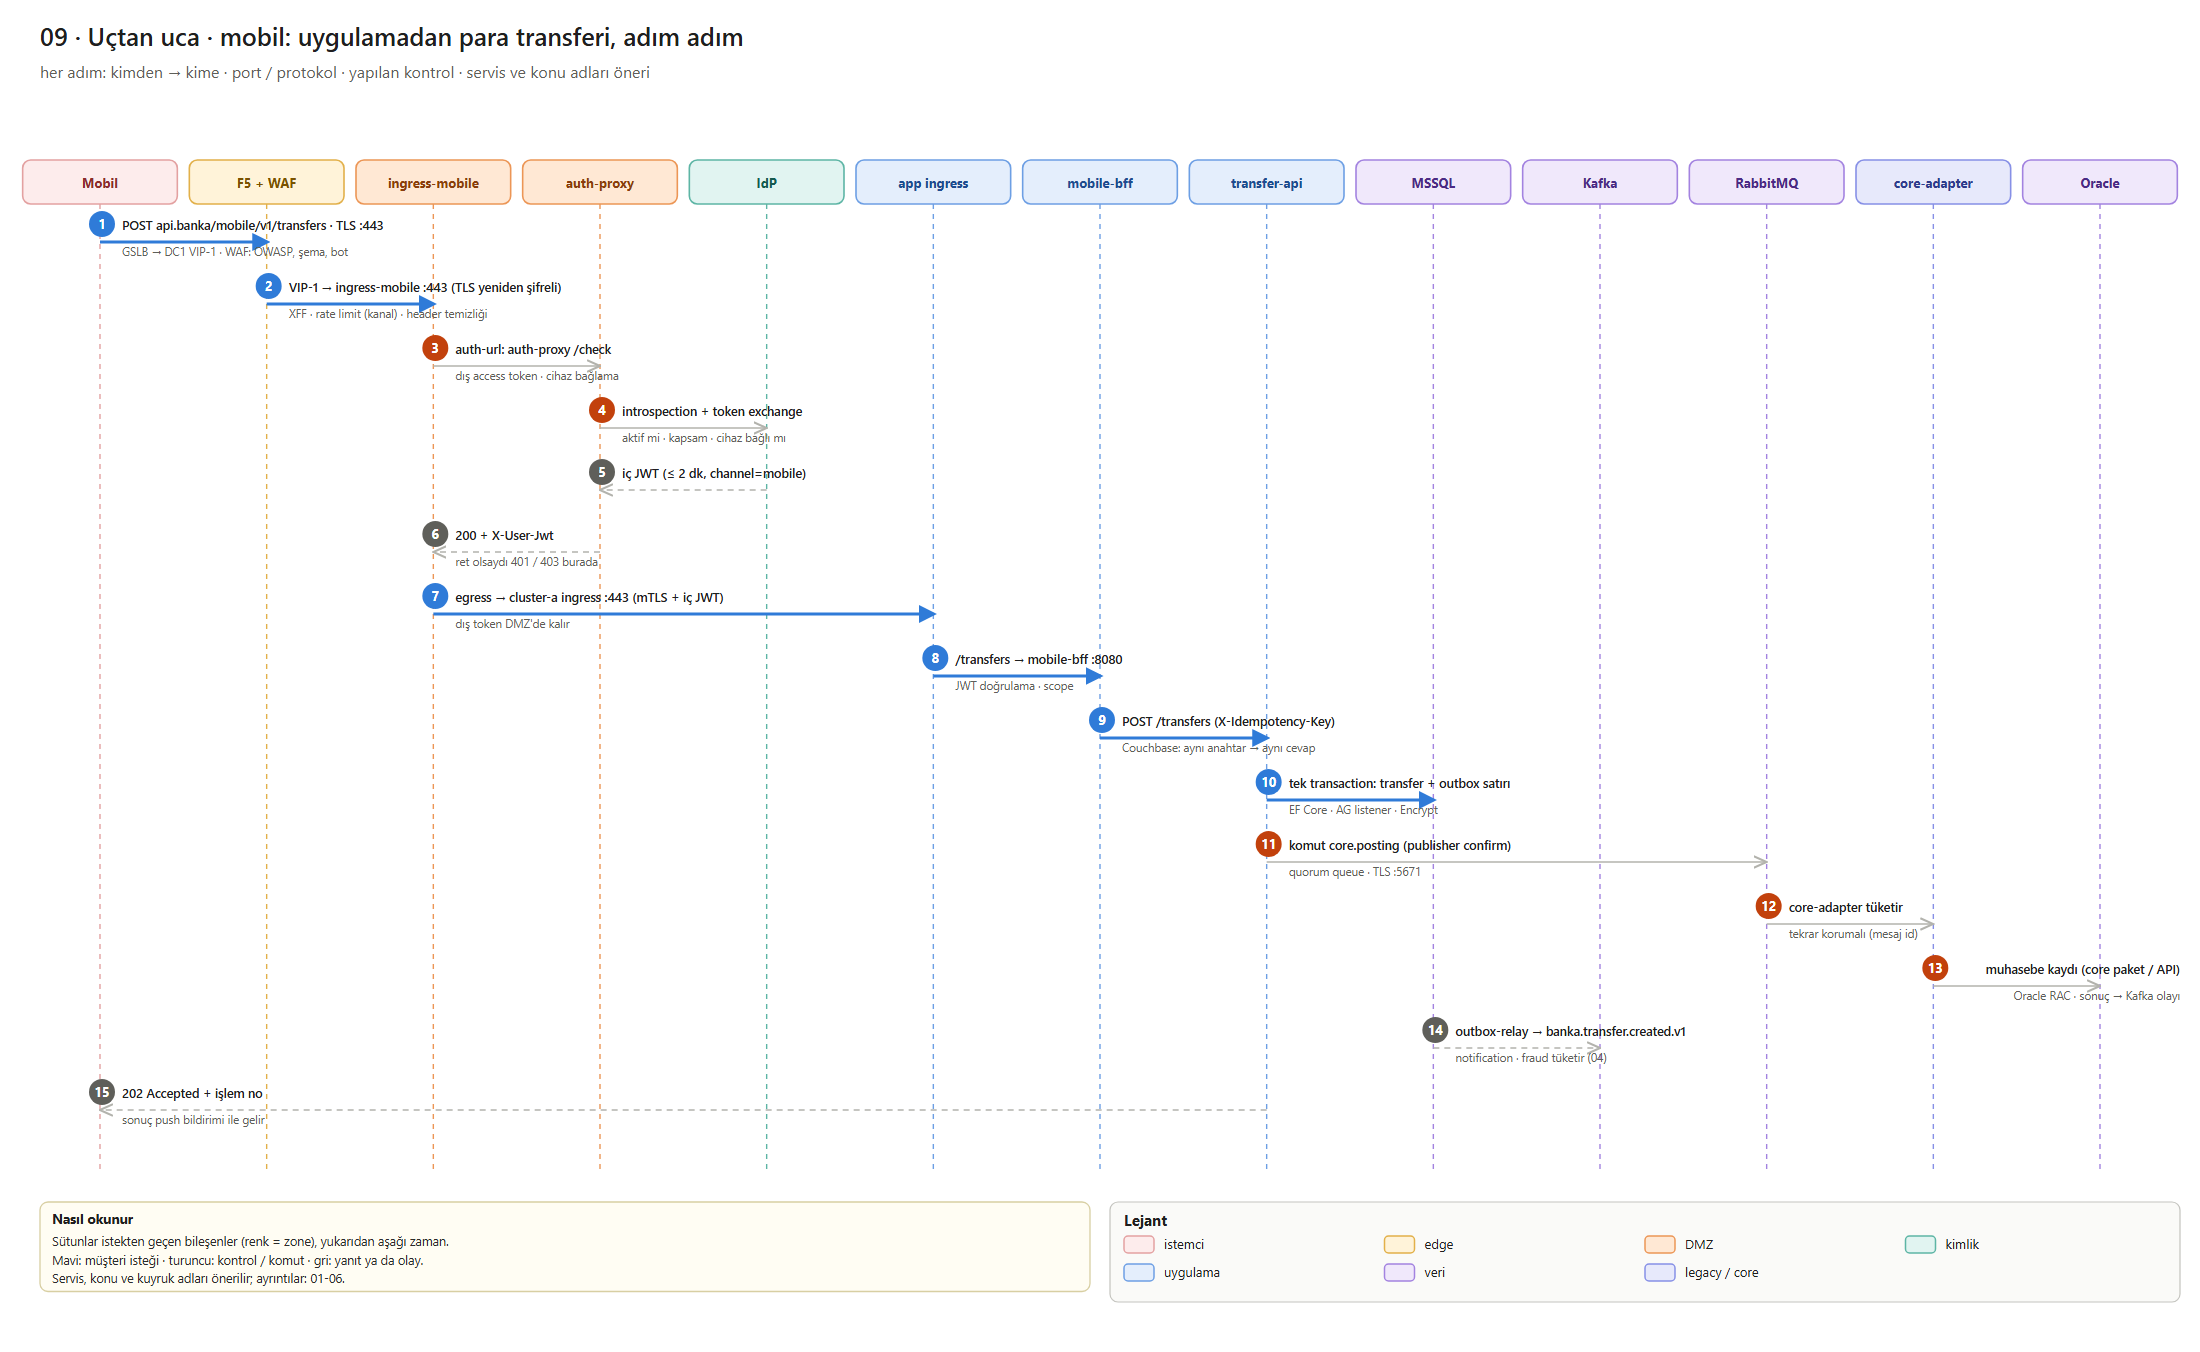 09 · Uçtan uca · mobil: uygulamadan para transferi, adım adım
her adım: kimden → kime · port / protokol · yapılan kontrol · servis ve konu adları öneri
Mobil
F5 + WAF
ingress-mobile
auth-proxy
IdP
app ingress
mobile-bff
transfer-api
MSSQL
Kafka
RabbitMQ
core-adapter
Oracle
1 POST api.banka/mobile/v1/transfers · TLS :443
GSLB → DC1 VIP-1 · WAF: OWASP, şema, bot
2 VIP-1 → ingress-mobile :443 (TLS yeniden şifreli)
XFF · rate limit (kanal) · header temizliği
3 auth-url: auth-proxy /check
dış access token · cihaz bağlama
4 introspection + token exchange
aktif mi · kapsam · cihaz bağlı mı
5 iç JWT (≤ 2 dk, channel=mobile)
6 200 + X-User-Jwt
ret olsaydı 401 / 403 burada
7 egress → cluster-a ingress :443 (mTLS + iç JWT)
dış token DMZ'de kalır
8 /transfers → mobile-bff :8080
JWT doğrulama · scope
9 POST /transfers (X-Idempotency-Key)
Couchbase: aynı anahtar → aynı cevap
10 tek transaction: transfer + outbox satırı
EF Core · AG listener · Encrypt
11 komut core.posting (publisher confirm)
quorum queue · TLS :5671
12 core-adapter tüketir
tekrar korumalı (mesaj id)
13 muhasebe kaydı (core paket / API)
Oracle RAC · sonuç → Kafka olayı
14 outbox-relay → banka.transfer.created.v1
notification · fraud tüketir (04)
15 202 Accepted + işlem no
sonuç push bildirimi ile gelir
Nasıl okunur
Sütunlar istekten geçen bileşenler (renk = zone), yukarıdan aşağı zaman.
Mavi: müşteri isteği · turuncu: kontrol / komut · gri: yanıt ya da olay.
Servis, konu ve kuyruk adları önerilir; ayrıntılar: 01-06.
Lejant
istemci
edge
DMZ
kimlik
uygulama
veri
legacy / core